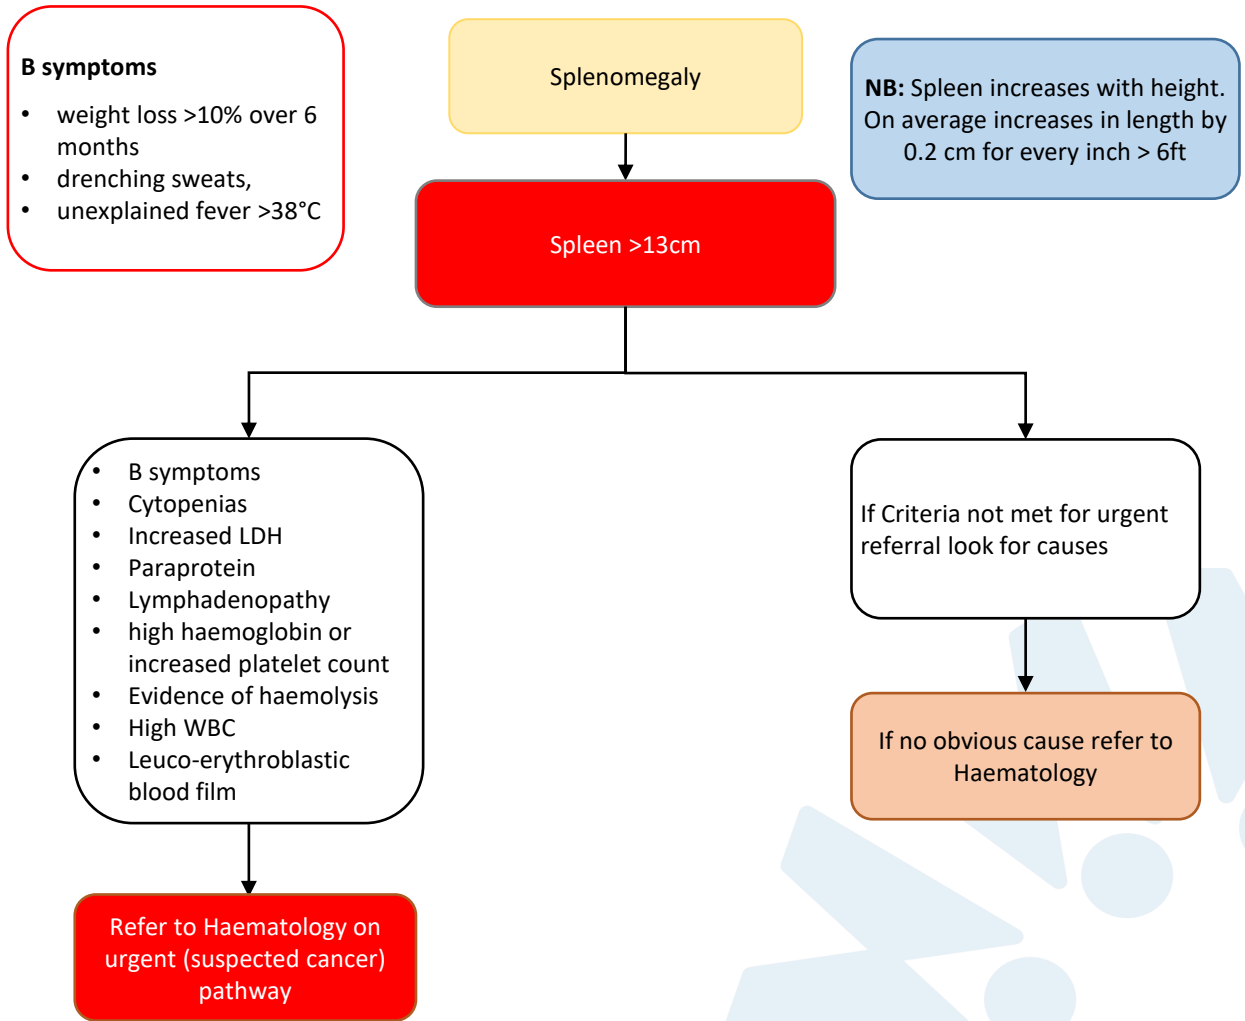 B symptoms
• weight loss >10% over 6
months
• drenching sweats,
• unexplained fever >38°C
Splenomegaly
NB: Spleen increases with height.
On average increases in length by
0.2 cm for every inch > 6ft
Spleen >13cm
• B symptoms
• Cytopenias
• Increased LDH
• Paraprotein
• Lymphadenopathy
• high haemoglobin or
increased platelet count
• Evidence of haemolysis
• High WBC
• Leuco-erythroblastic
blood film
If Criteria not met for urgent
referral look for causes
If no obvious cause refer to
Haematology
Refer to Haematology on
urgent (suspected cancer)
pathway